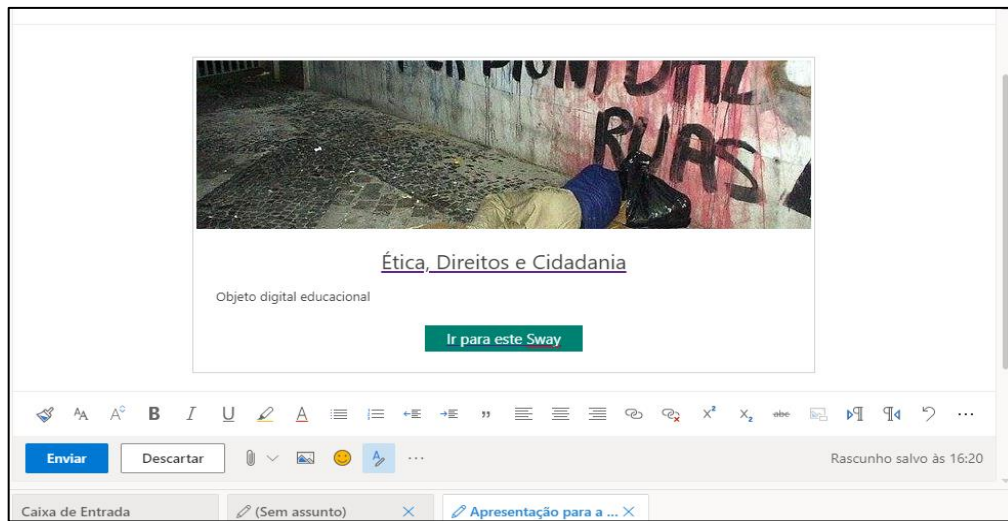 RUAS
Ética, Direitos e Cidadania
Objeto digital educacional
Ir para este Sway
Enviar Descartar Rascunho salvo às 16:20
Caixa de Entrada (Sem assunto) Apresentação para a ...